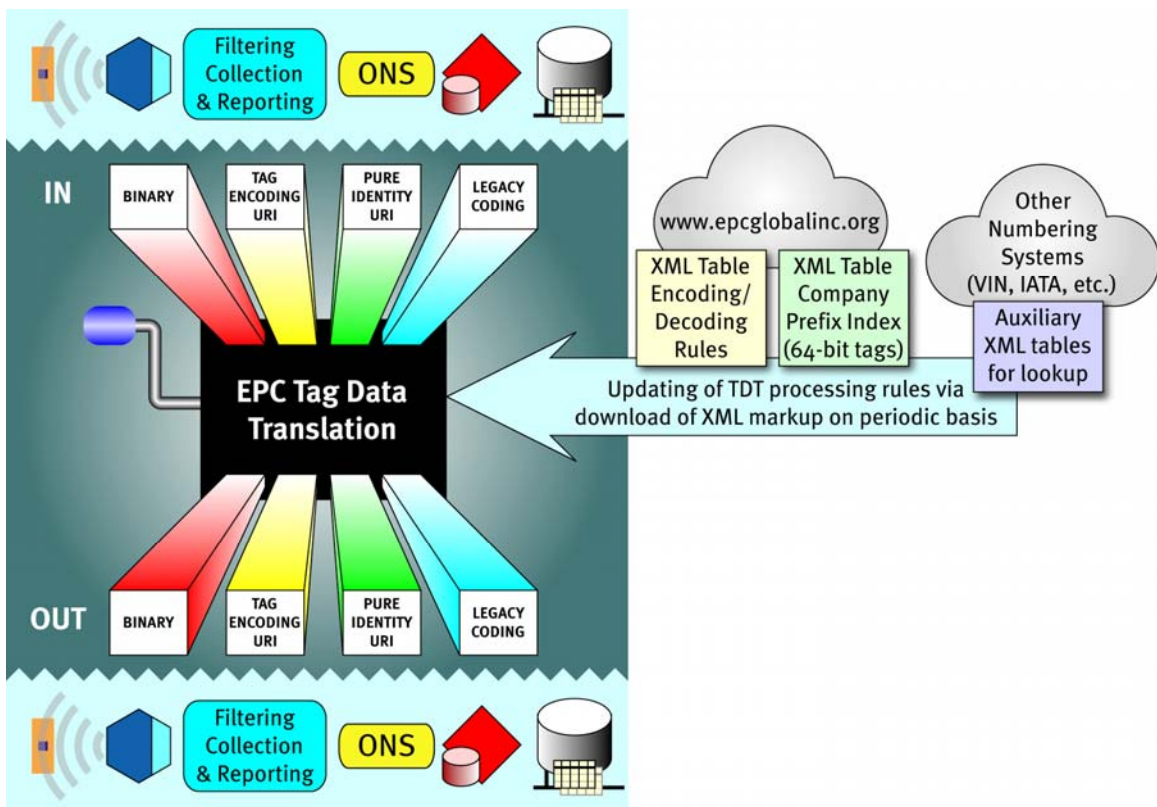 Filtering
Collection
& Reporting
ONS
IN
BINARY
TAG
ENCODING
URI
PURE
IDENTITY
URI
LEGACY
CODING
www.epcglobalinc.org
XML Table
Encoding/
Decoding
Rules
XML Table
Company
Prefix Index
(64-bit tags)
Other
Numbering
Systems
(VIN, IATA, etc.)
Auxiliary
XML tables
for lookup
EPC Tag Data
Translation
Updating of TDT processing rules via
download of XML markup on periodic basis
OUT
BINARY
TAG
ENCODING
URI
PURE
IDENTITY
URI
LEGACY
CODING
Filtering
Collection
& Reporting
ONS